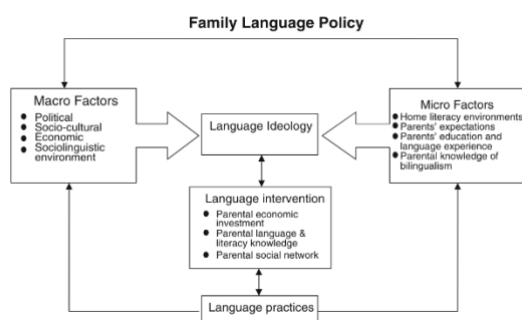 Family Language Policy
Macro Factors
● Political
● Socio-cultural
● Economic
● Sociolinguistic
environment
Language Ideology
Micro Factors
● Home literacy environments
● Parents' expectations
● Parents' education and
language experience
● Parental knowledge of
bilingualism
Language intervention
● Parental economic
investment
● Parental language &
literacy knowledge
● Parental social network
Language practices